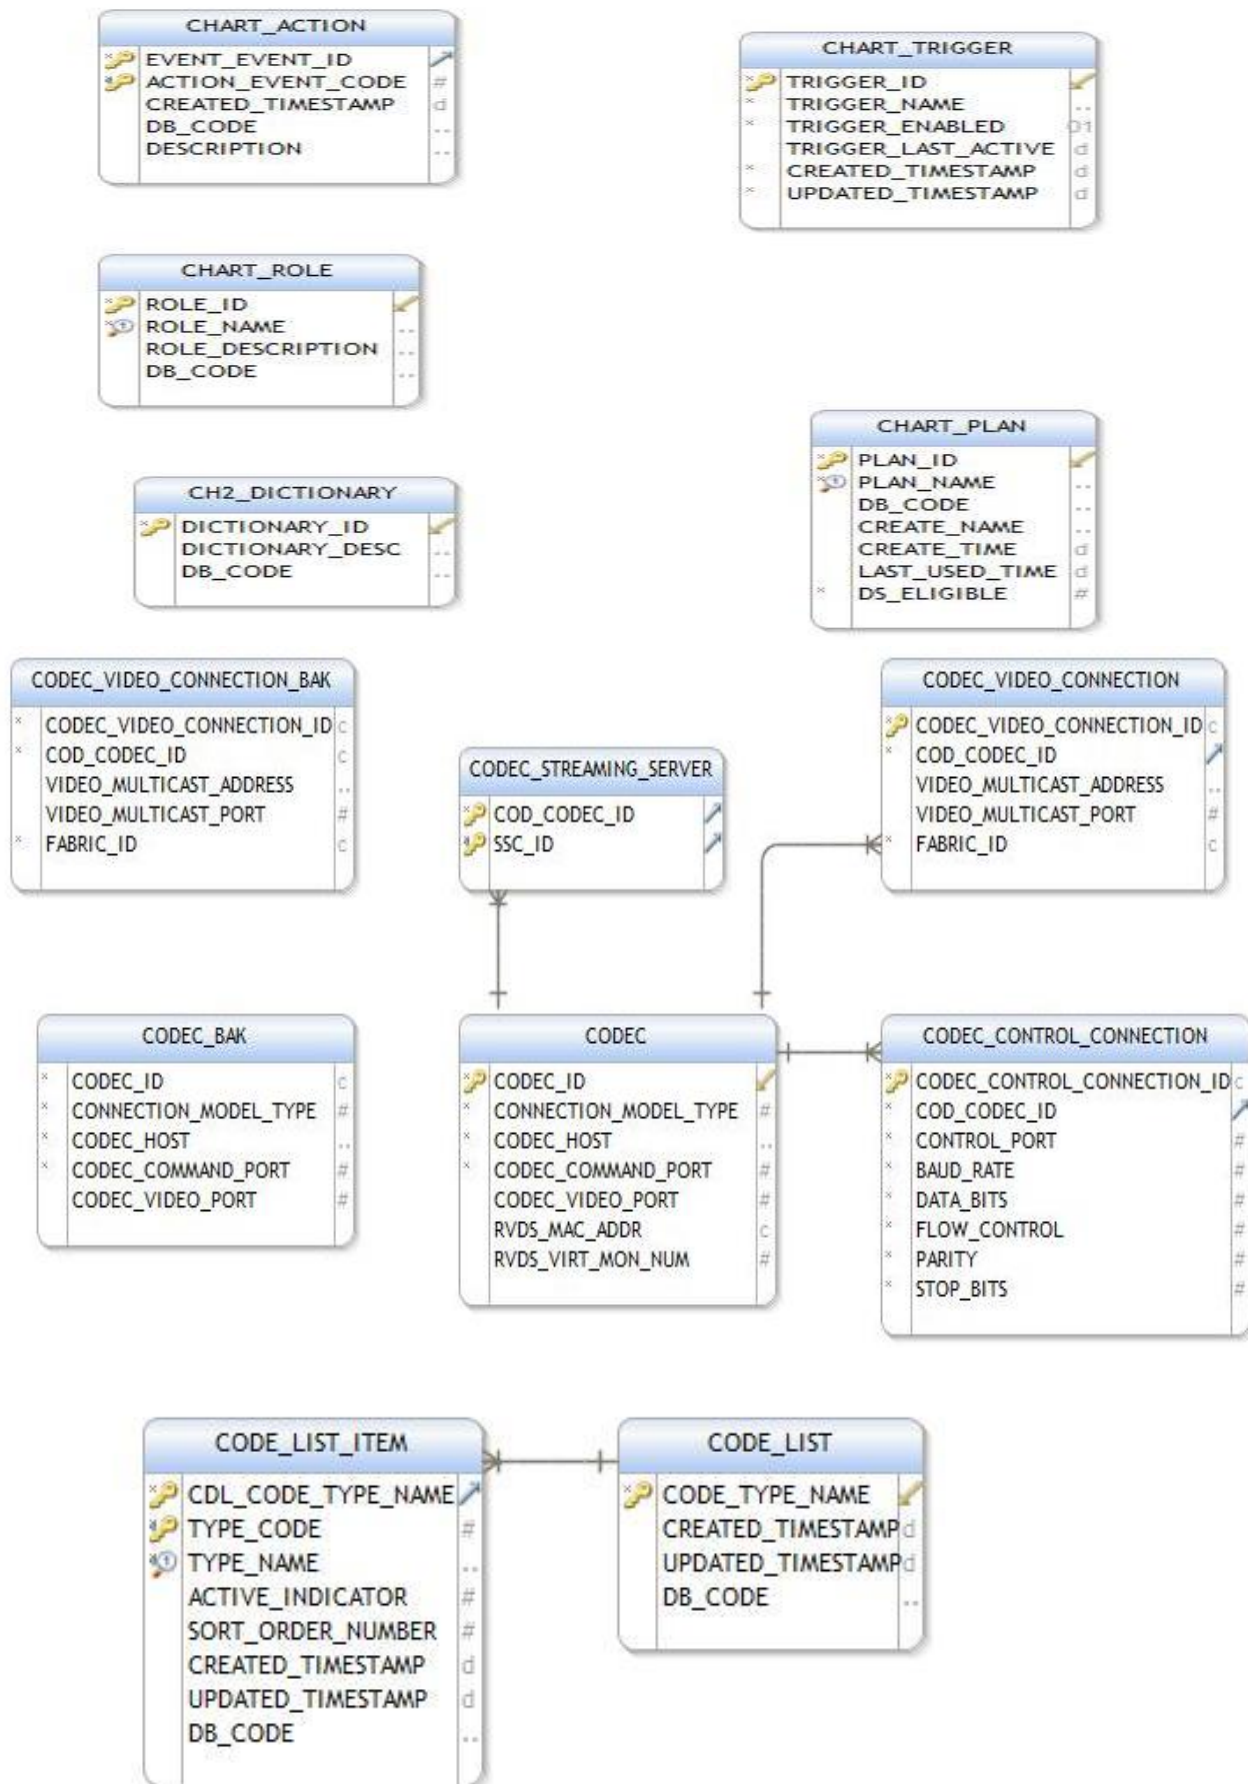 CHART_ACTION
EVENT_EVENT_ID
ACTION_EVENT_CODE #
CREATED_TIMESTAMP d
DB_CODE ..
DESCRIPTION ..
CHART_TRIGGER
TRIGGER_ID
* TRIGGER_NAME ..
* TRIGGER_ENABLED 01
TRIGGER_LAST_ACTIVE d
* CREATED_TIMESTAMP d
* UPDATED_TIMESTAMP d
CHART_ROLE
ROLE_ID
ROLE_NAME ..
ROLE_DESCRIPTION ..
DB_CODE ..
CHART_PLAN
PLAN_ID
PLAN_NAME ..
DB_CODE ..
CREATE_NAME ..
CREATE_TIME d
LAST_USED_TIME d
* DS_ELIGIBLE #
CH2_DICTIONARY
DICTIONARY_ID
DICTIONARY_DESC ..
DB_CODE ..
CODEC_VIDEO_CONNECTION_BAK
* CODEC_VIDEO_CONNECTION_ID c
* COD_CODEC_ID c
VIDEO_MULTICAST_ADDRESS ..
VIDEO_MULTICAST_PORT #
* FABRIC_ID c
CODEC_STREAMING_SERVER
COD_CODEC_ID
SSC_ID
CODEC_VIDEO_CONNECTION
CODEC_VIDEO_CONNECTION_ID c
* COD_CODEC_ID
VIDEO_MULTICAST_ADDRESS ..
VIDEO_MULTICAST_PORT #
* FABRIC_ID c
CODEC_BAK
* CODEC_ID c
* CONNECTION_MODEL_TYPE #
* CODEC_HOST ..
* CODEC_COMMAND_PORT #
CODEC_VIDEO_PORT #
CODEC
CODEC_ID
* CONNECTION_MODEL_TYPE #
* CODEC_HOST ..
* CODEC_COMMAND_PORT #
CODEC_VIDEO_PORT #
RVDS_MAC_ADDR c
RVDS_VIRT_MON_NUM #
CODEC_CONTROL_CONNECTION
CODEC_CONTROL_CONNECTION_ID c
* COD_CODEC_ID
* CONTROL_PORT #
* BAUD_RATE #
* DATA_BITS #
* FLOW_CONTROL #
* PARITY #
* STOP_BITS #
CODE_LIST_ITEM
CDL_CODE_TYPE_NAME
TYPE_CODE #
TYPE_NAME ..
ACTIVE_INDICATOR #
SORT_ORDER_NUMBER #
CREATED_TIMESTAMP d
UPDATED_TIMESTAMP d
DB_CODE ..
CODE_LIST
CODE_TYPE_NAME
CREATED_TIMESTAMP d
UPDATED_TIMESTAMP d
DB_CODE ..